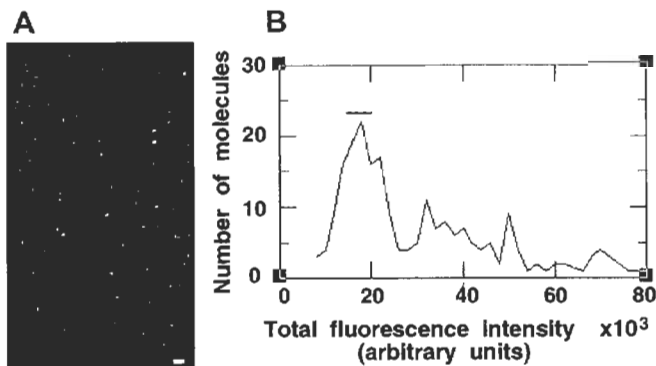 A
B
Number of molecules
30
20
10
0
0
20
40
60
80
Total fluorescence intensity x10³
(arbitrary units)